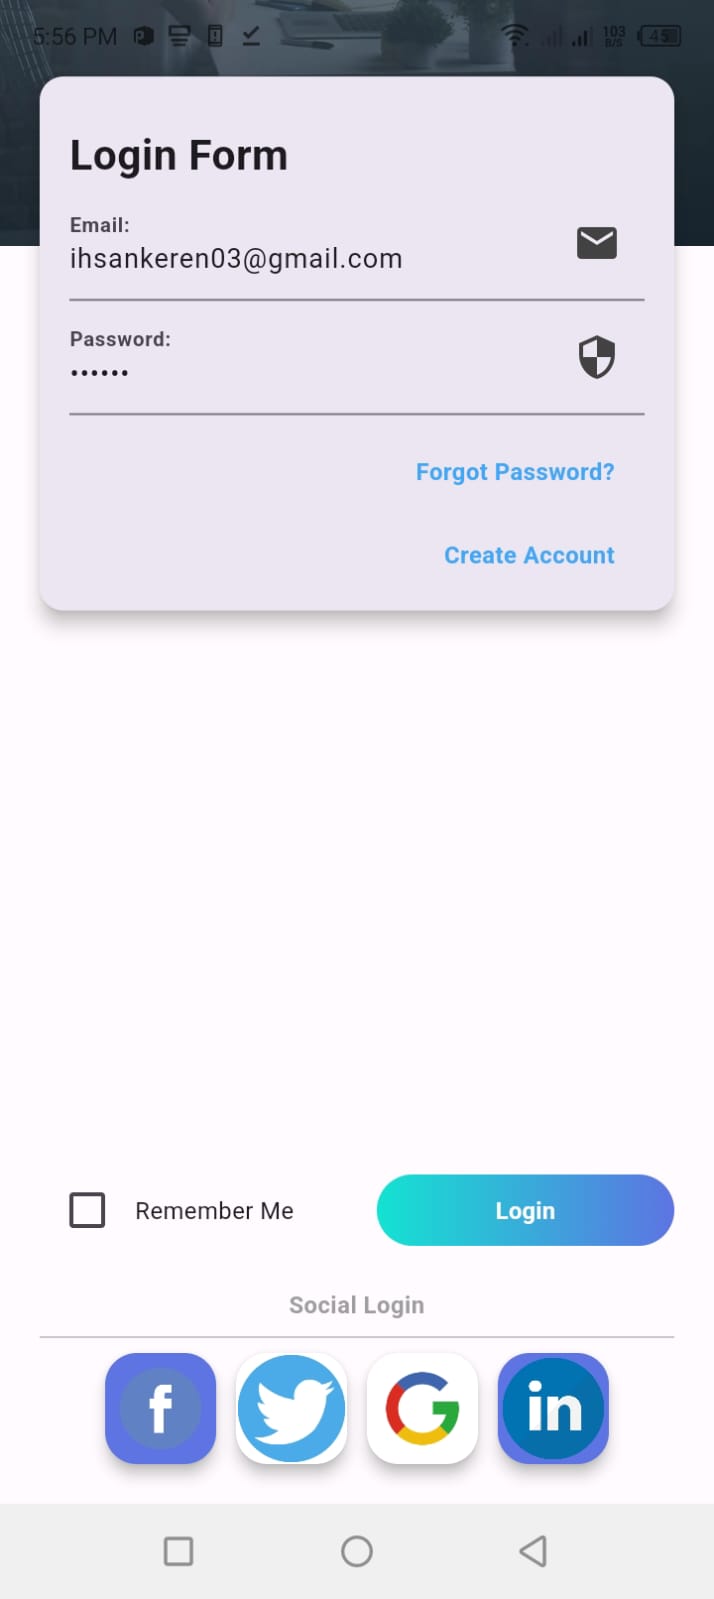 5:56 PM
103
B/S
45
Login Form
Email:
ihsankeren03@gmail.com
Password:
••••••
Forgot Password?
Create Account
Remember Me
Login
Social Login
f
G
in